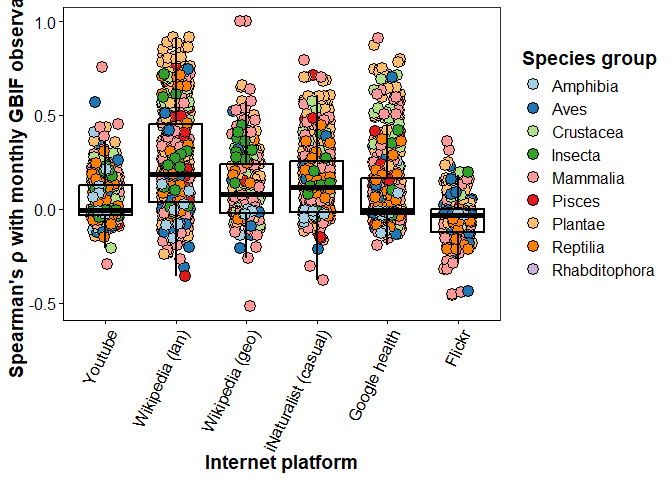 Spearman's ρ with monthly GBIF observa
1.0
0.5
0.0
-0.5
Youtube
Wikipedia (lan)
Wikipedia (geo)
iNaturalist (casual)
Google health
Flickr
Internet platform
Species group
Amphibia
Aves
Crustacea
Insecta
Mammalia
Pisces
Plantae
Reptilia
Rhabditophora